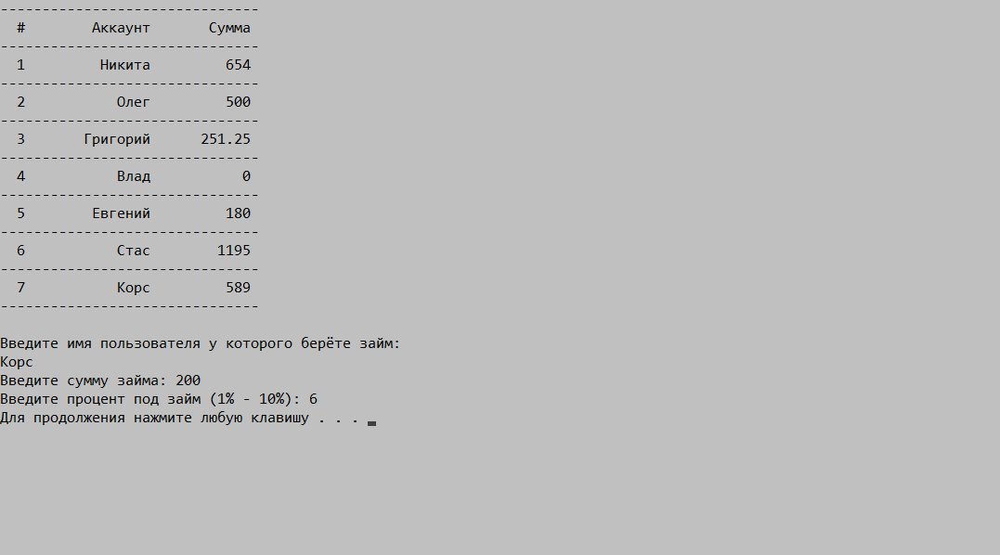 -------------------------------
# Аккаунт Сумма
-------------------------------
1 Никита 654
-------------------------------
2 Олег 500
-------------------------------
3 Григорий 251.25
-------------------------------
4 Влад 0
-------------------------------
5 Евгений 180
-------------------------------
6 Стас 1195
-------------------------------
7 Корс 589
-------------------------------
Введите имя пользователя у которого берёте займ:
Корс
Введите сумму займа: 200
Введите процент под займ (1% - 10%): 6
Для продолжения нажмите любую клавишу . . .